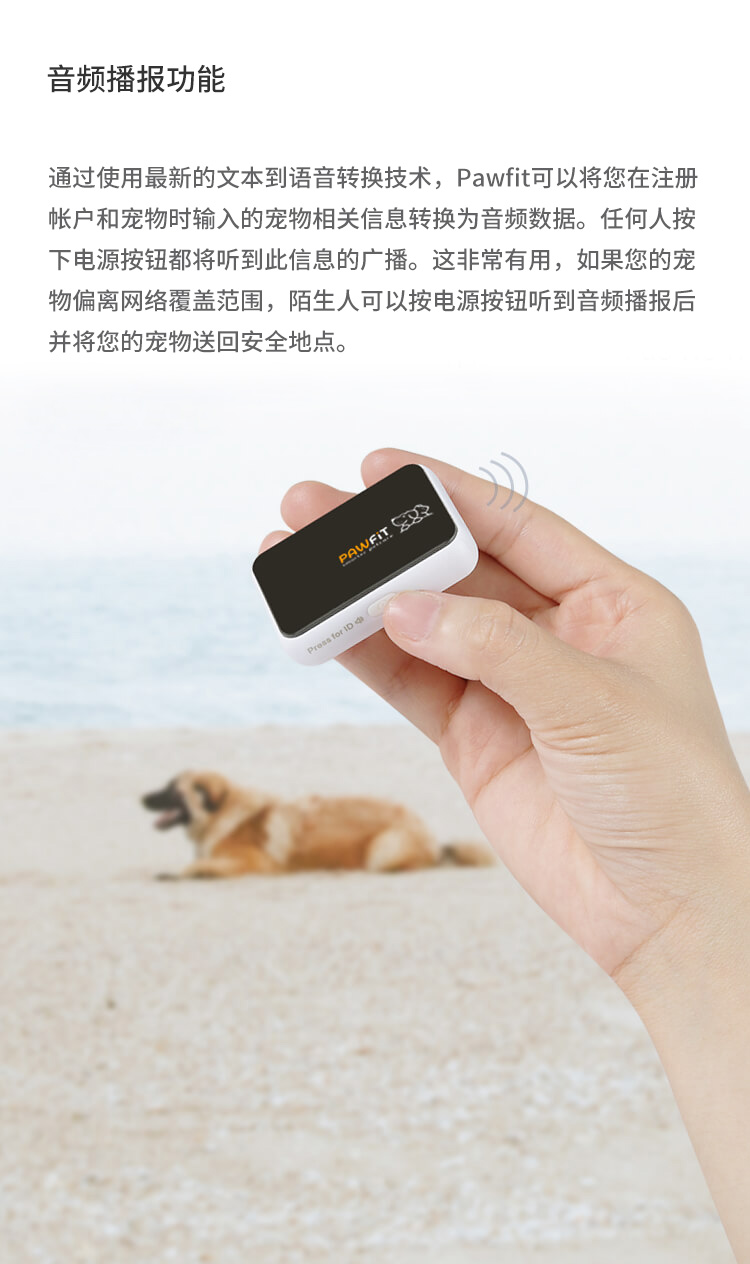 音频播报功能
通过使用最新的文本到语音转换技术，Pawfit可以将您在注册
帐户和宠物时输入的宠物相关信息转换为音频数据。任何人按
下电源按钮都将听到此信息的广播。这非常有用，如果您的宠
物偏离网络覆盖范围，陌生人可以按电源按钮听到音频播报后
并将您的宠物送回安全地点。
PAWFIT
Press for ID